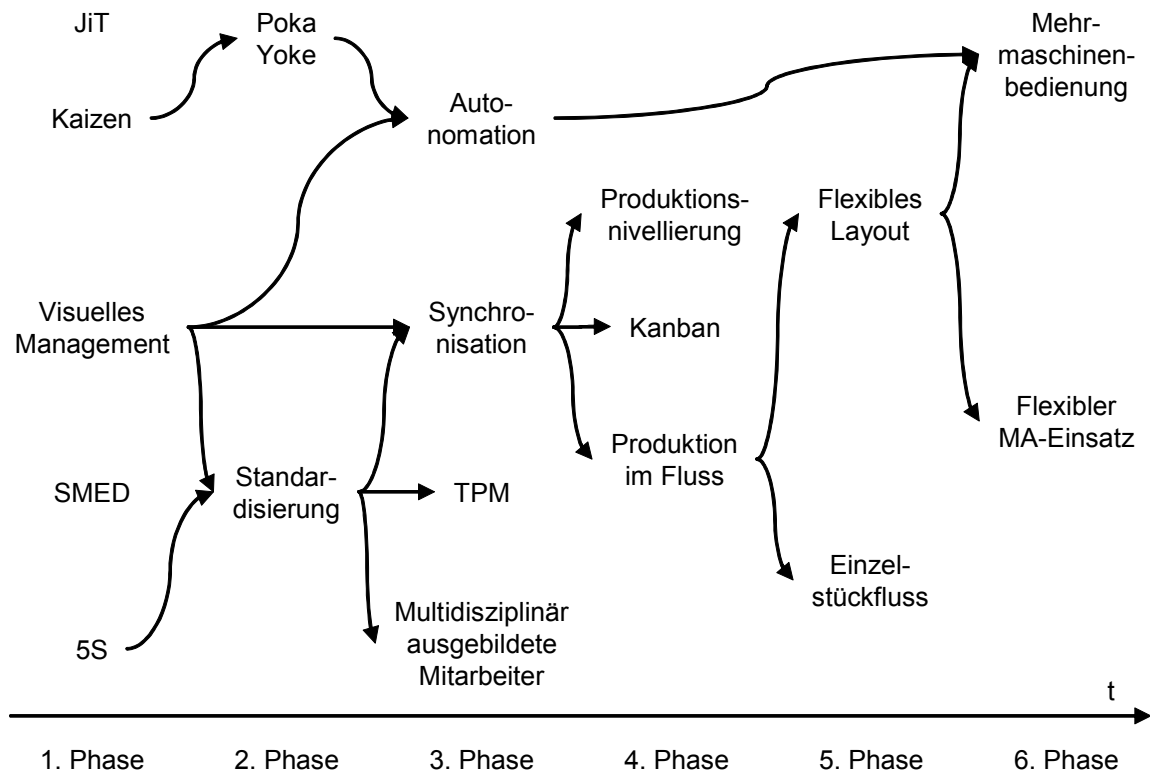 JiT
Kaizen
Visuelles
Management
SMED
5S
Poka
Yoke
Standar-
disierung
Auto-
nomation
Synchro-
nisation
TPM
Multidisziplinär
ausgebildete
Mitarbeiter
Produktions-
nivellierung
Kanban
Produktion
im Fluss
Flexibles
Layout
Einzel-
stückfluss
Mehr-
maschinen-
bedienung
Flexibler
MA-Einsatz
t
1. Phase
2. Phase
3. Phase
4. Phase
5. Phase
6. Phase